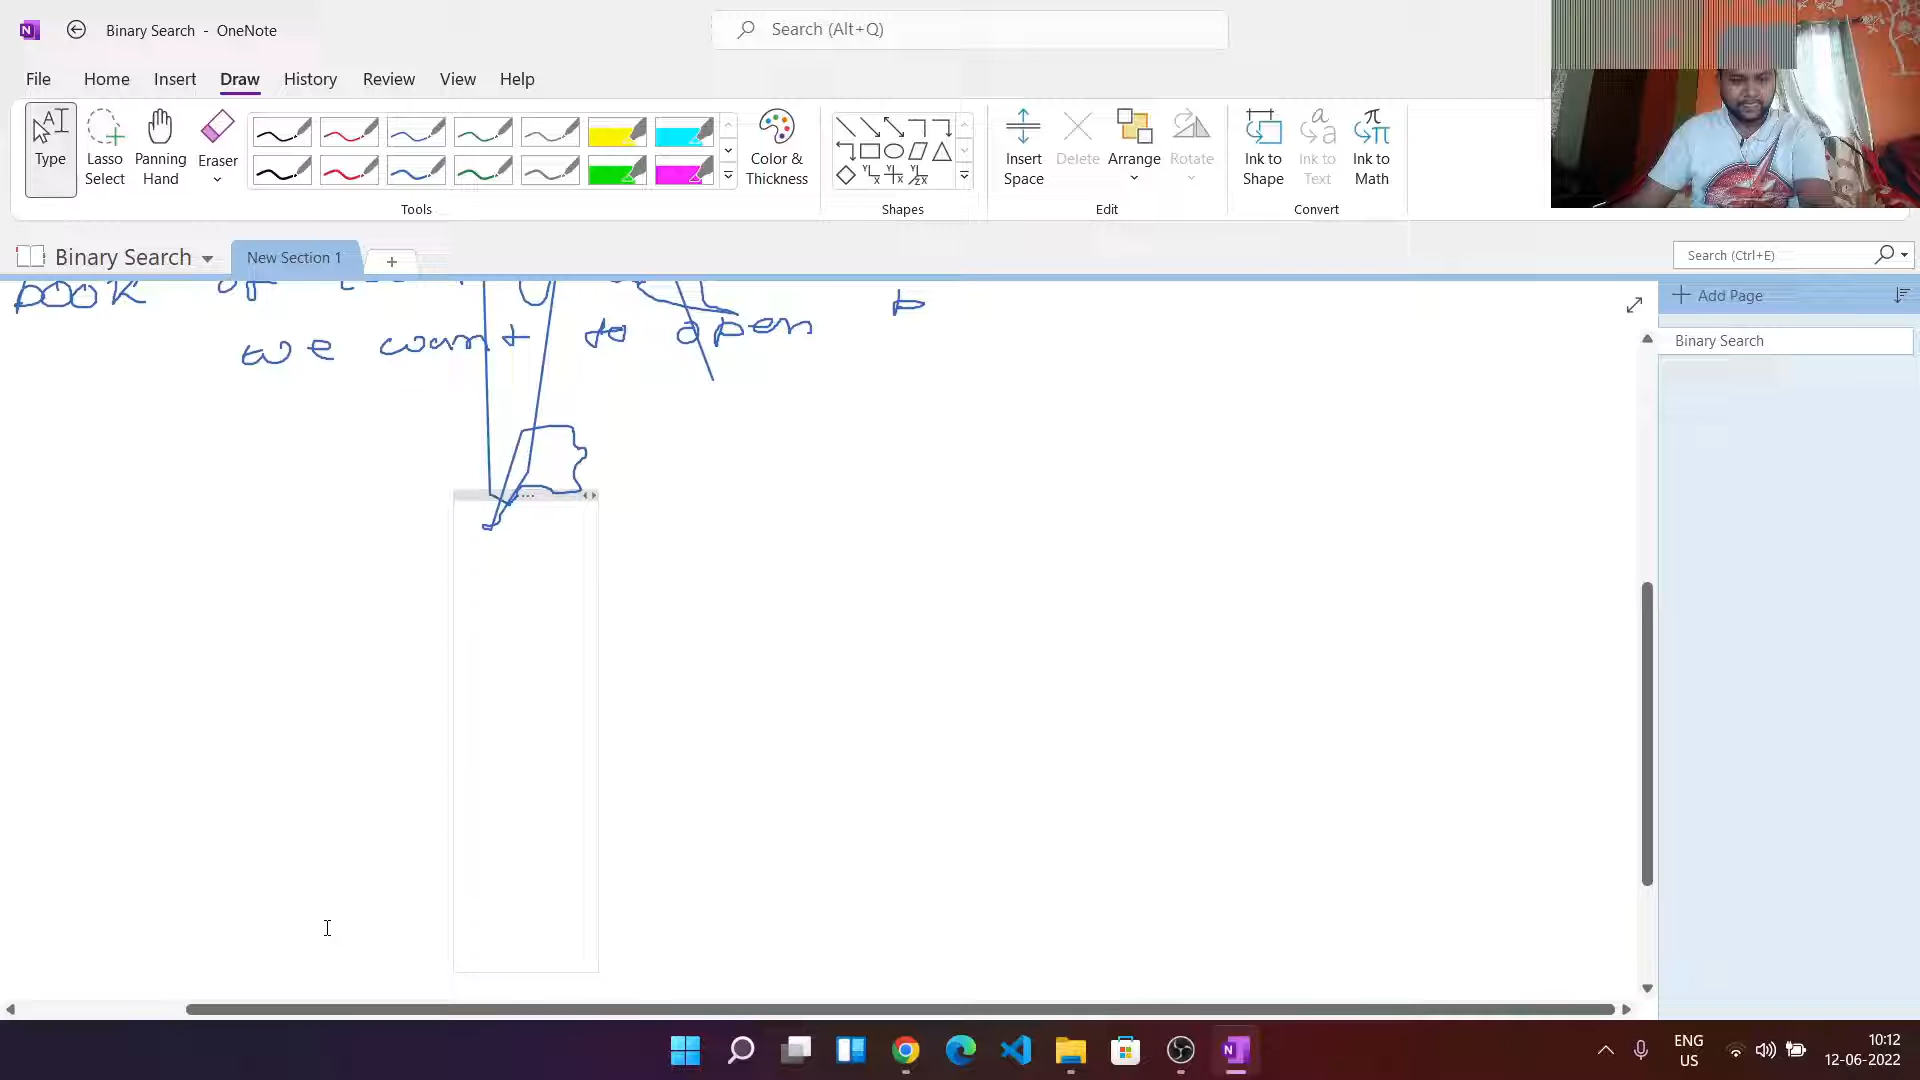 Binary Search - OneNote
Search (Alt+Q)
File Home Insert Draw History Review View Help
Type
Lasso Select
Panning Hand
Eraser
Color & Thickness
Insert Space
Delete
Arrange
Rotate
Ink to Shape
Ink to Text
Ink to Math
Tools
Shapes
Edit
Convert
Binary Search
New Section 1
Search (Ctrl+E)
Add Page
Binary Search
book of
we want to open
ENG
US
10:12
12-06-2022